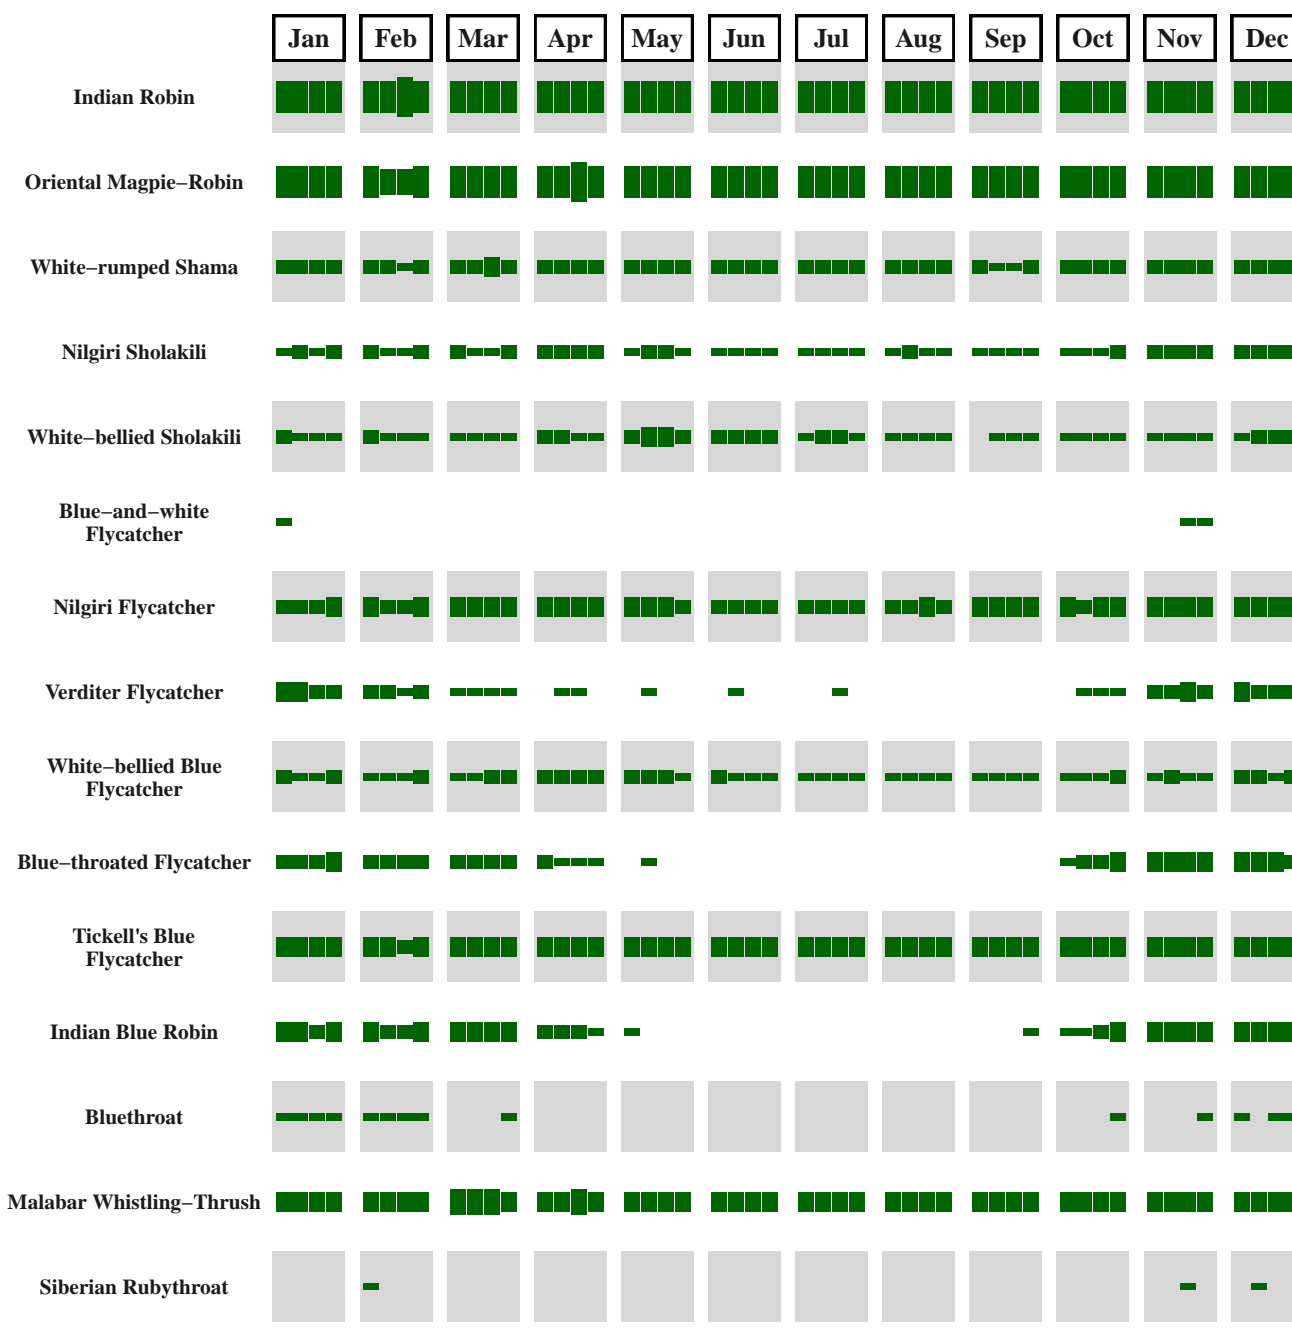 Jan Feb Mar Apr May Jun Jul Aug Sep Oct Nov Dec
Indian Robin
Oriental Magpie−Robin
White−rumped Shama
Nilgiri Sholakili
White−bellied Sholakili
Blue−and−white
Flycatcher
Nilgiri Flycatcher
Verditer Flycatcher
White−bellied Blue
Flycatcher
Blue−throated Flycatcher
Tickell's Blue
Flycatcher
Indian Blue Robin
Bluethroat
Malabar Whistling−Thrush
Siberian Rubythroat